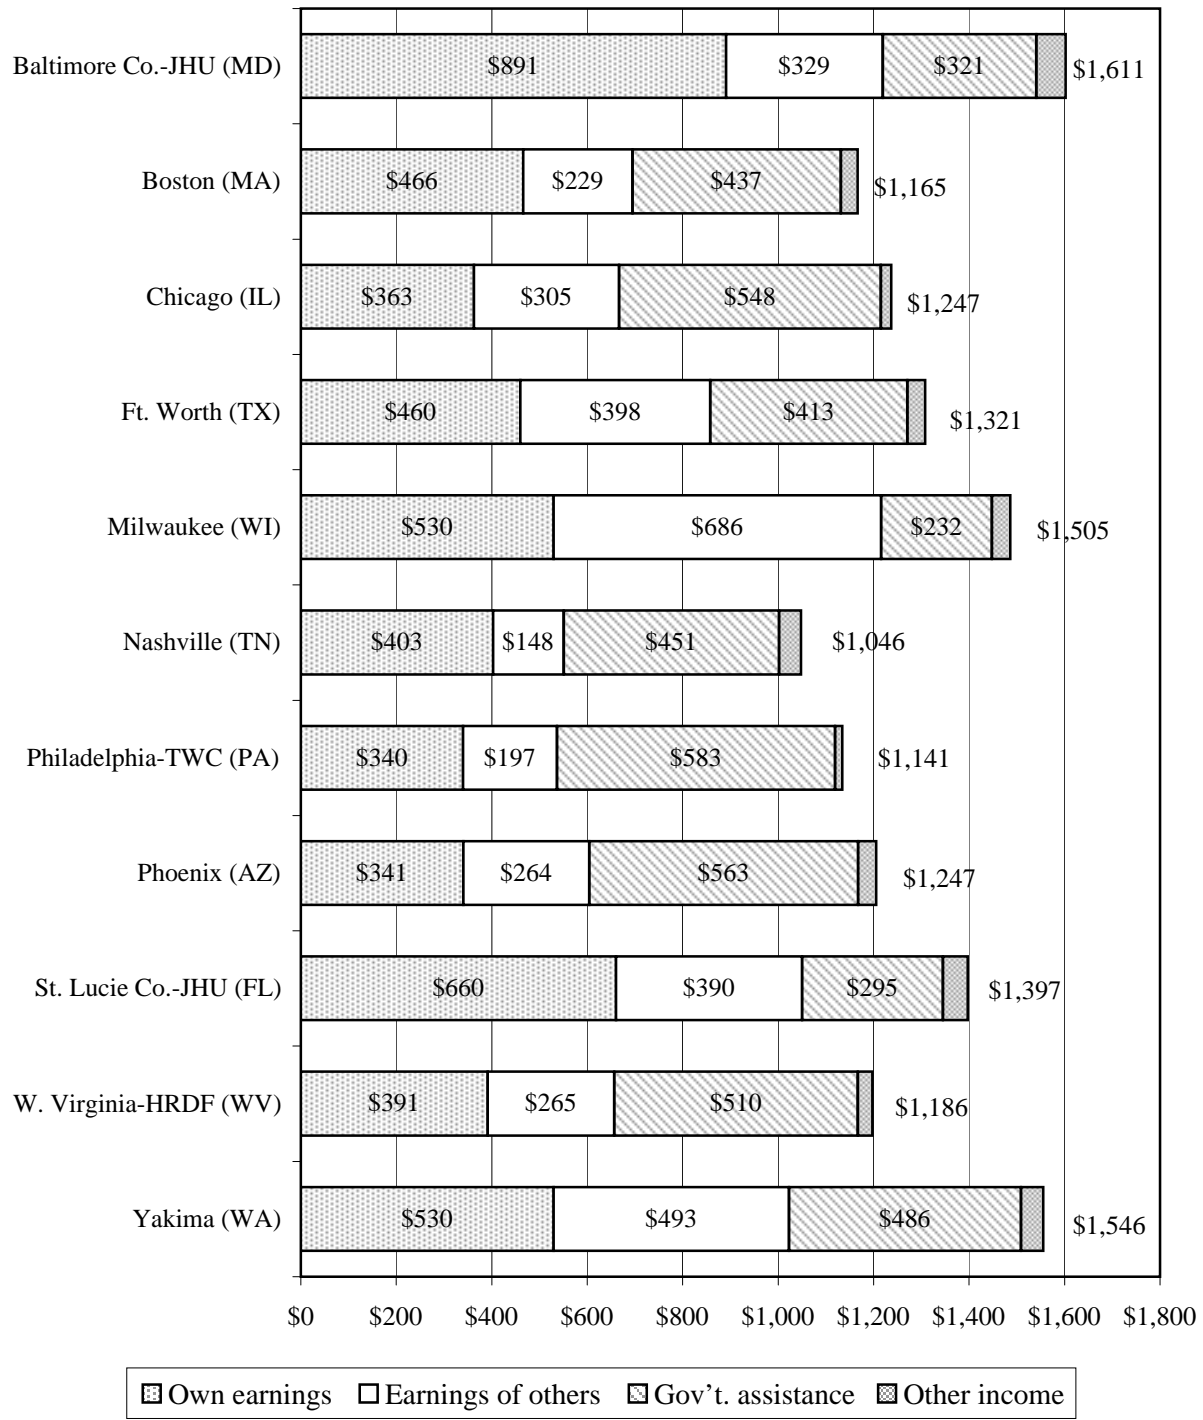 Baltimore Co.-JHU (MD) $891 $329 $321 $1,611
Boston (MA) $466 $229 $437 $1,165
Chicago (IL) $363 $305 $548 $1,247
Ft. Worth (TX) $460 $398 $413 $1,321
Milwaukee (WI) $530 $686 $232 $1,505
Nashville (TN) $403 $148 $451 $1,046
Philadelphia-TWC (PA) $340 $197 $583 $1,141
Phoenix (AZ) $341 $264 $563 $1,247
St. Lucie Co.-JHU (FL) $660 $390 $295 $1,397
W. Virginia-HRDF (WV) $391 $265 $510 $1,186
Yakima (WA) $530 $493 $486 $1,546
$0 $200 $400 $600 $800 $1,000 $1,200 $1,400 $1,600 $1,800
Own earnings Earnings of others Gov’t. assistance Other income